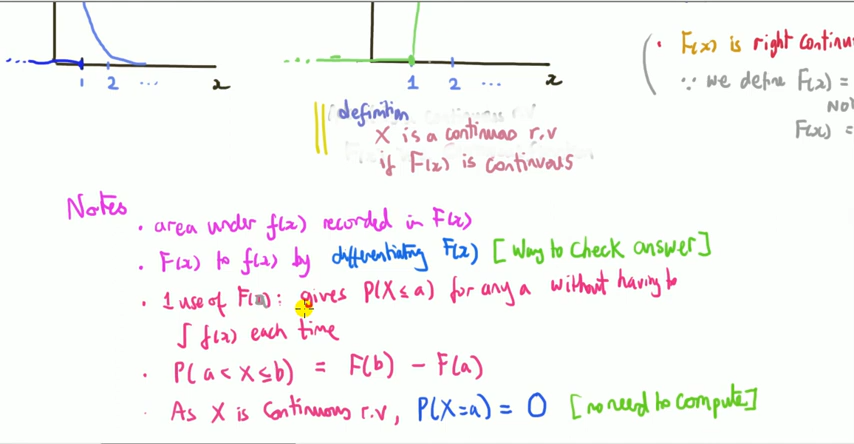 ... 1 2 ... x
... 1 2 ... x
• F(x) is right continuous
∵ we define F(x) =
NOT
F(x) =
definition
X is a continuous r.v
if F(x) is continuous
Notes
• area under f(x) recorded in F(x)
• F(x) to f(x) by differentiating F(x) [Way to check answer]
• 1 use of F(x): gives P(X ≤ a) for any a without having to
∫ f(x) each time
• P(a < X ≤ b) = F(b) - F(a)
• As X is continuous r.v, P(X=a) = 0 [no need to compute]